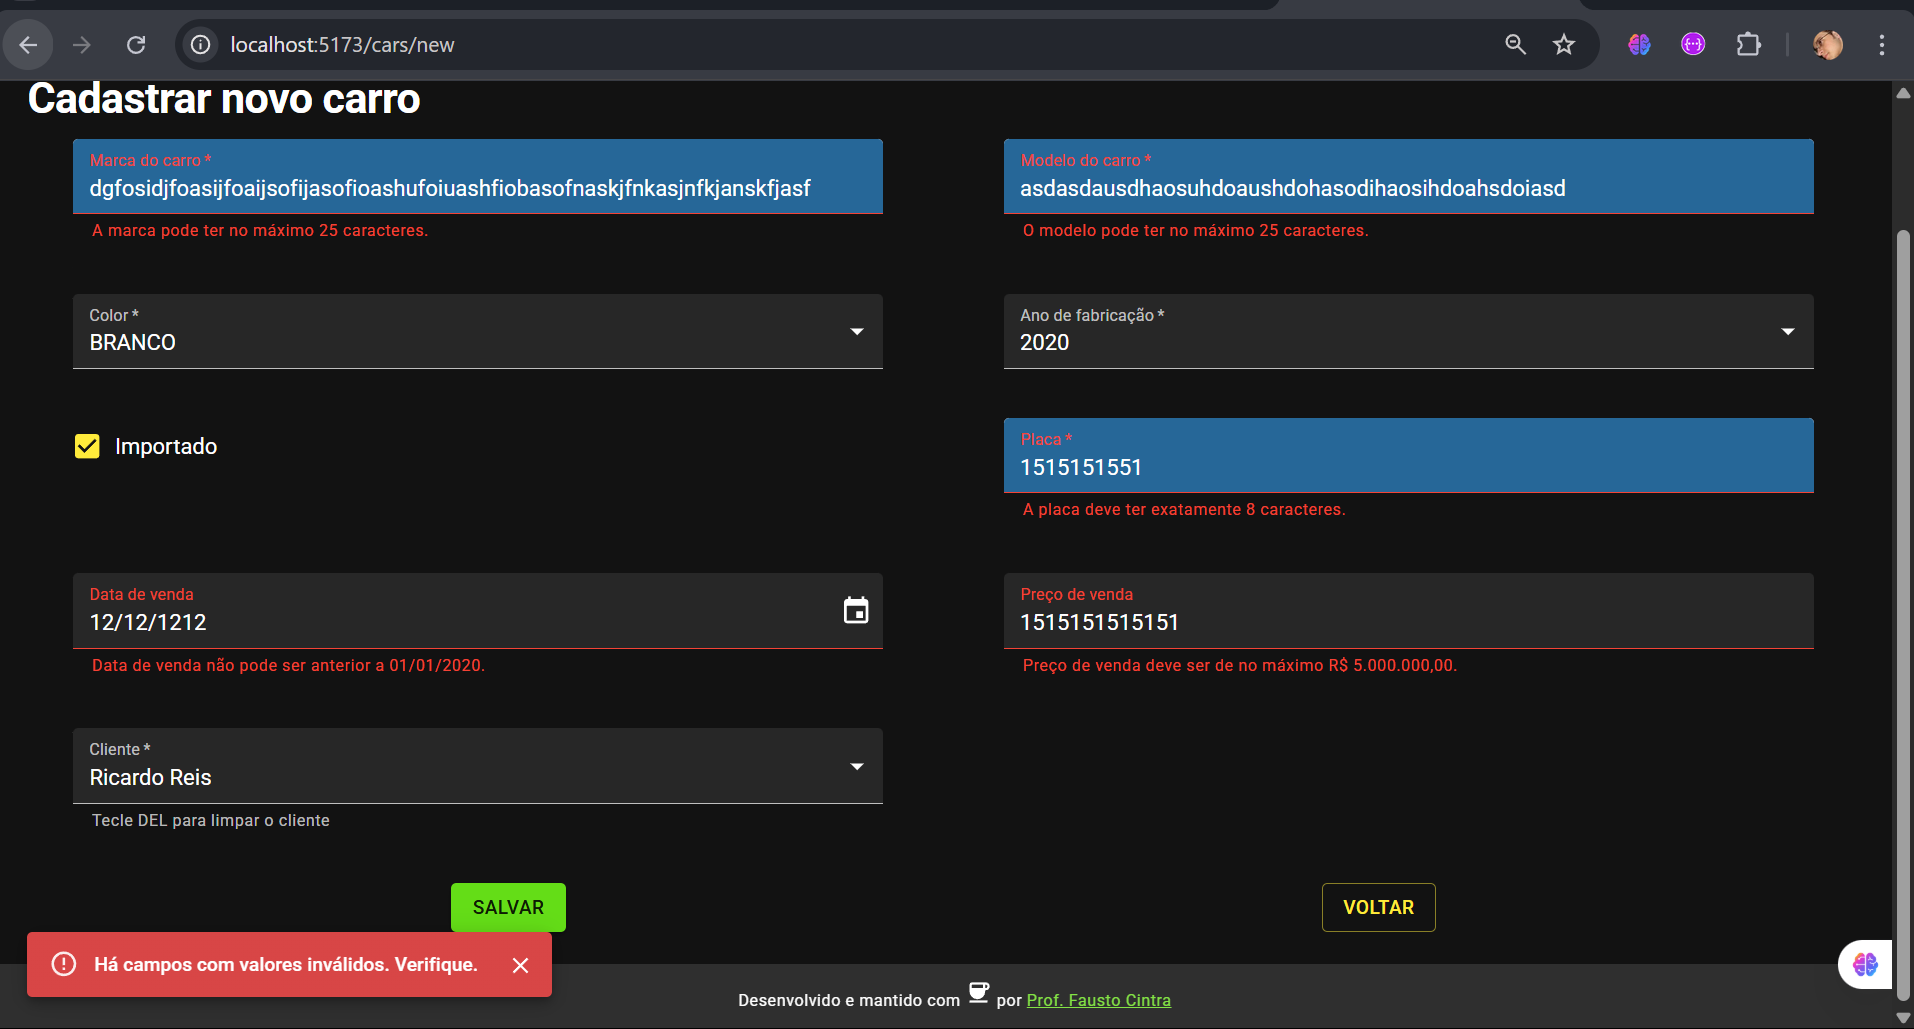 localhost:5173/cars/new
Cadastrar novo carro
Marca do carro *
dgfosidjfoasijfoaijsofijasofioashufoiuashfiobasofnaskjfnkasjnfkjanskfjasf
A marca pode ter no máximo 25 caracteres.
Modelo do carro *
asdasdausdhaosuhdoaushdohasodihaosihdoahsdoiasd
O modelo pode ter no máximo 25 caracteres.
Color *
BRANCO
Ano de fabricação *
2020
Importado
Placa *
1515151551
A placa deve ter exatamente 8 caracteres.
Data de venda
12/12/1212
Data de venda não pode ser anterior a 01/01/2020.
Preço de venda
1515151515151
Preço de venda deve ser de no máximo R$ 5.000.000,00.
Cliente *
Ricardo Reis
Tecle DEL para limpar o cliente
SALVAR
VOLTAR
Há campos com valores inválidos. Verifique.
Desenvolvido e mantido com por Prof. Fausto Cintra